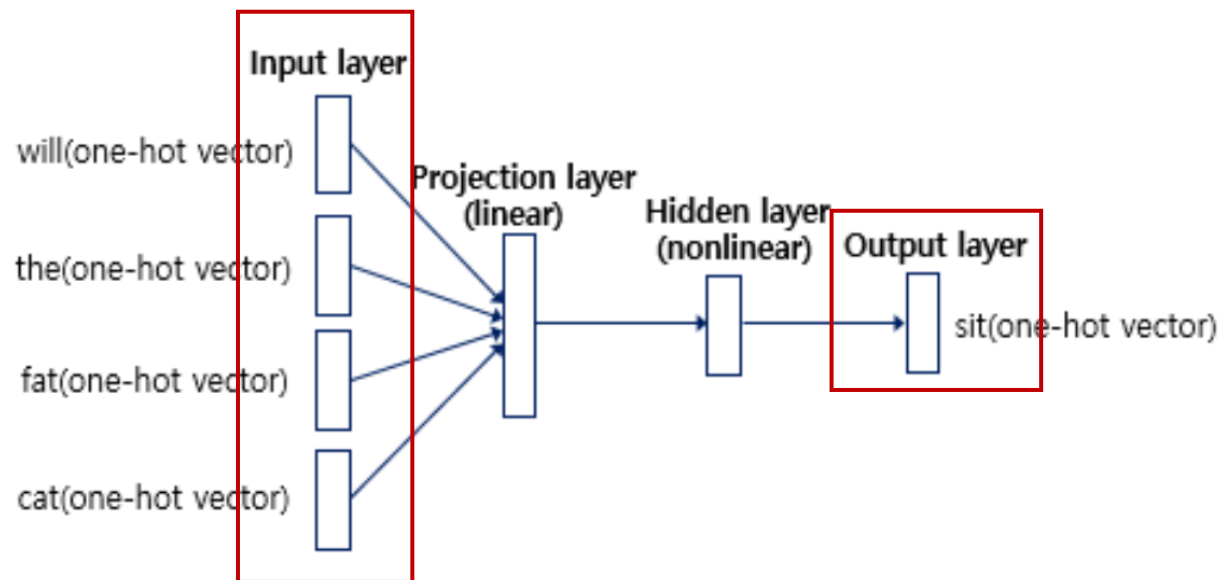 Input layer
will(one-hot vector)
the(one-hot vector)
fat(one-hot vector)
cat(one-hot vector)
Projection layer
(linear)
Hidden layer
(nonlinear)
Output layer
sit(one-hot vector)